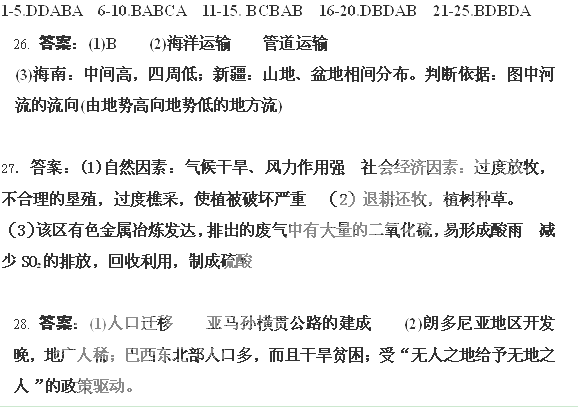 1-5.DDABA 6-10.BABCA 11-15. BCBAB 16-20.DBDAB 21-25.BDBDA
26. 答案：(1)B (2)海洋运输 管道运输
(3)海南：中间高，四周低；新疆：山地、盆地相间分布。判断依据：图中河
流的流向(由地势高向地势低的地方流)
27. 答案：（1)自然因素：气候干旱、风力作用强 社会经济因素：过度放牧，
不合理的垦殖，过度樵采，使植被破坏严重 （2）退耕还牧，植树种草。
（3）该区有色金属冶炼发达，排出的废气中有大量的二氧化硫，易形成酸雨 减
少SO₂的排放，回收利用，制成硫酸
28. 答案：(1)人口迁移 亚马孙横贯公路的建成 (2)朗多尼亚地区开发
晚，地广人稀；巴西东北部人口多，而且干旱贫困；受“无人之地给予无地之
人”的政策驱动。